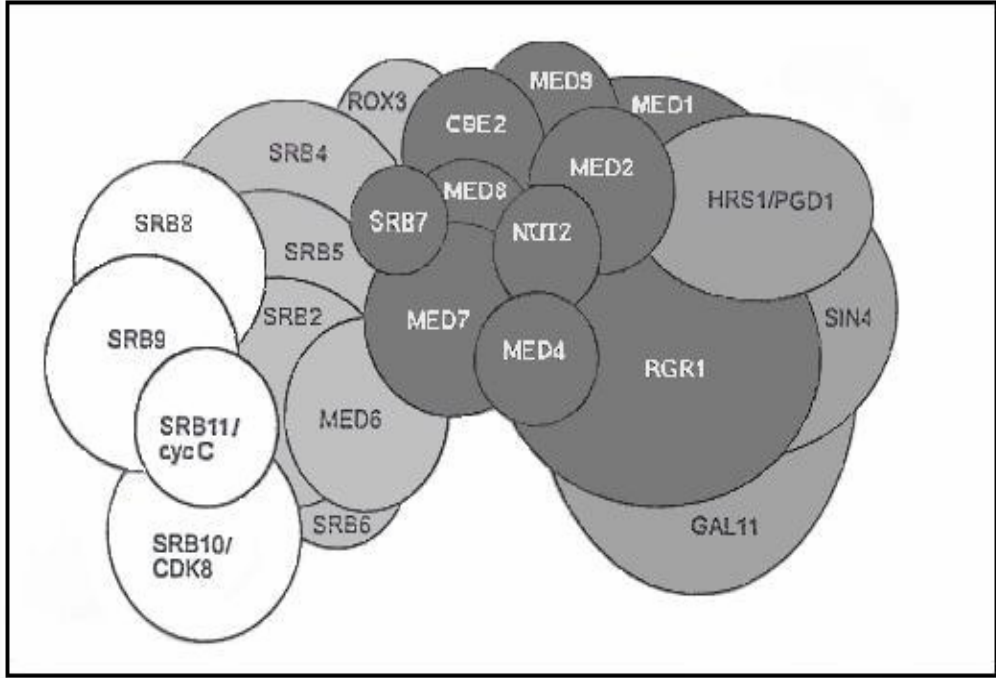 MED9
ROX3
MED1
CSE2
SRB4
MED2
MED8
HRS1/PGD1
SRB8
SRB7
NUT2
SRB5
SRB2
MED7
SIN4
SRB9
MED4
RGR1
SRB11/
cycC
MED6
SRB6
GAL11
SRB10/
CDK8